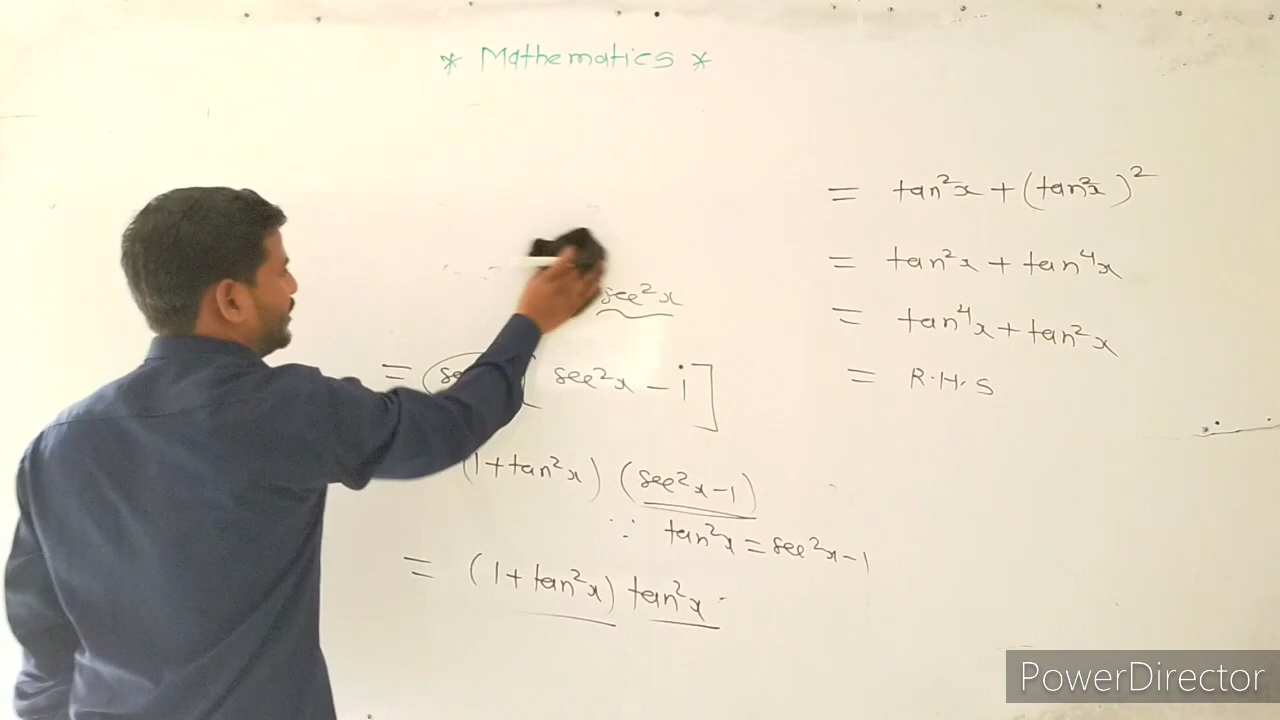 * Mathematics *
sec²x
= [sec²x - 1]
(1+tan²x) (sec²x-1)
∵ tan²x = sec²x-1
= (1+tan²x) tan²x
= tan²x + (tan²x)²
= tan²x + tan⁴x
= tan⁴x + tan²x
= R.H.S
PowerDirector